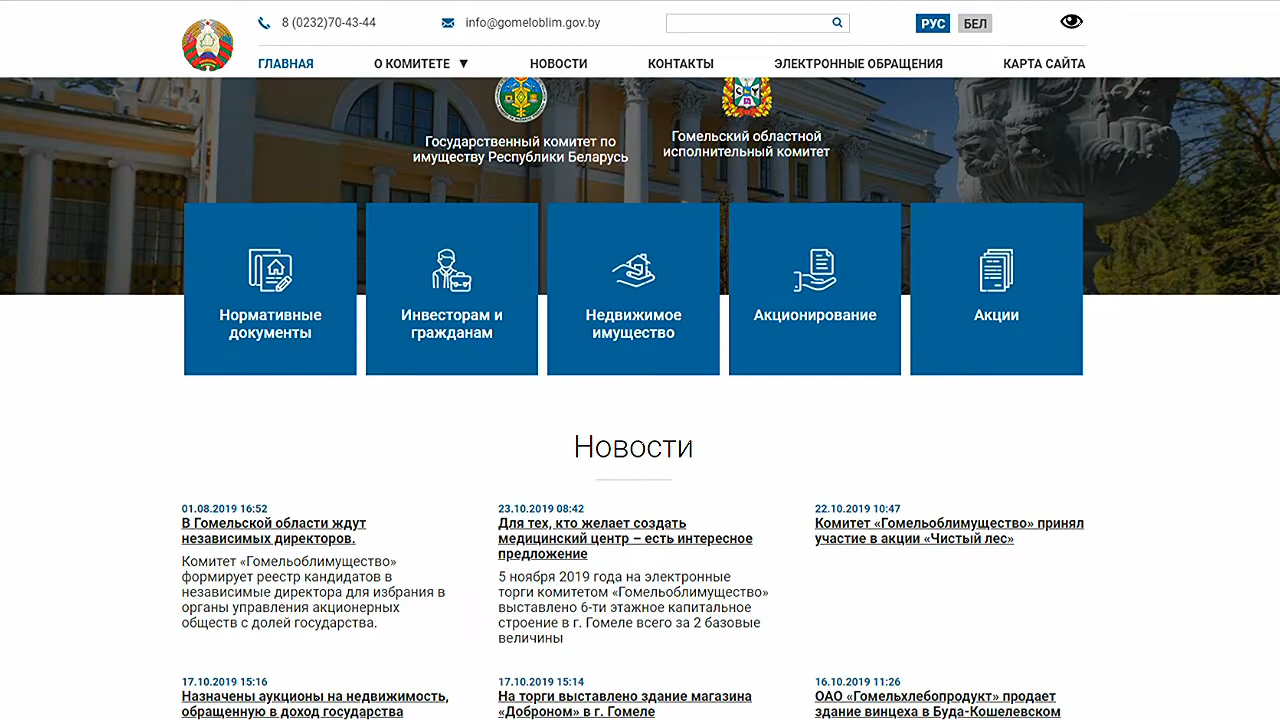 8 (0232)70-43-44
info@gomeloblim.gov.by
РУС
БЕЛ
ГЛАВНАЯ
О КОМИТЕТЕ ▼
НОВОСТИ
КОНТАКТЫ
ЭЛЕКТРОННЫЕ ОБРАЩЕНИЯ
КАРТА САЙТА
Государственный комитет по
имуществу Республики Беларусь
Гомельский областной
исполнительный комитет
Нормативные
документы
Инвесторам и
гражданам
Недвижимое
имущество
Акционирование
Акции
Новости
01.08.2019 16:52
В Гомельской области ждут
независимых директоров.
Комитет «Гомельоблимущество»
формирует реестр кандидатов в
независимые директора для избрания в
органы управления акционерных
обществ с долей государства.
23.10.2019 08:42
Для тех, кто желает создать
медицинский центр – есть интересное
предложение
5 ноября 2019 года на электронные
торги комитетом «Гомельоблимущество»
выставлено 6-ти этажное капитальное
строение в г. Гомеле всего за 2 базовые
величины
22.10.2019 10:47
Комитет «Гомельоблимущество» принял
участие в акции «Чистый лес»
17.10.2019 15:16
Назначены аукционы на недвижимость,
обращенную в доход государства
17.10.2019 15:14
На торги выставлено здание магазина
«Доброном» в г. Гомеле
16.10.2019 11:26
ОАО «Гомельхлебопродукт» продает
здание винцеха в Буда-Кошелевском